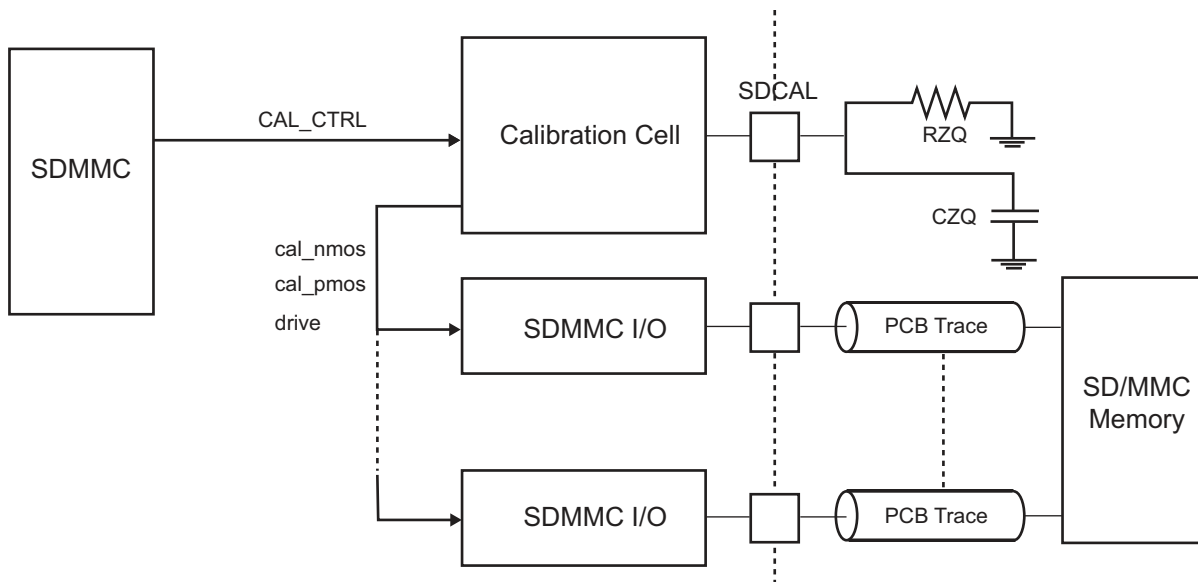 SDMMC
CAL_CTRL
Calibration Cell
SDCAL
RZQ
CZQ
cal_nmos
cal_pmos
drive
SDMMC I/O
PCB Trace
SD/MMC
Memory
SDMMC I/O
PCB Trace